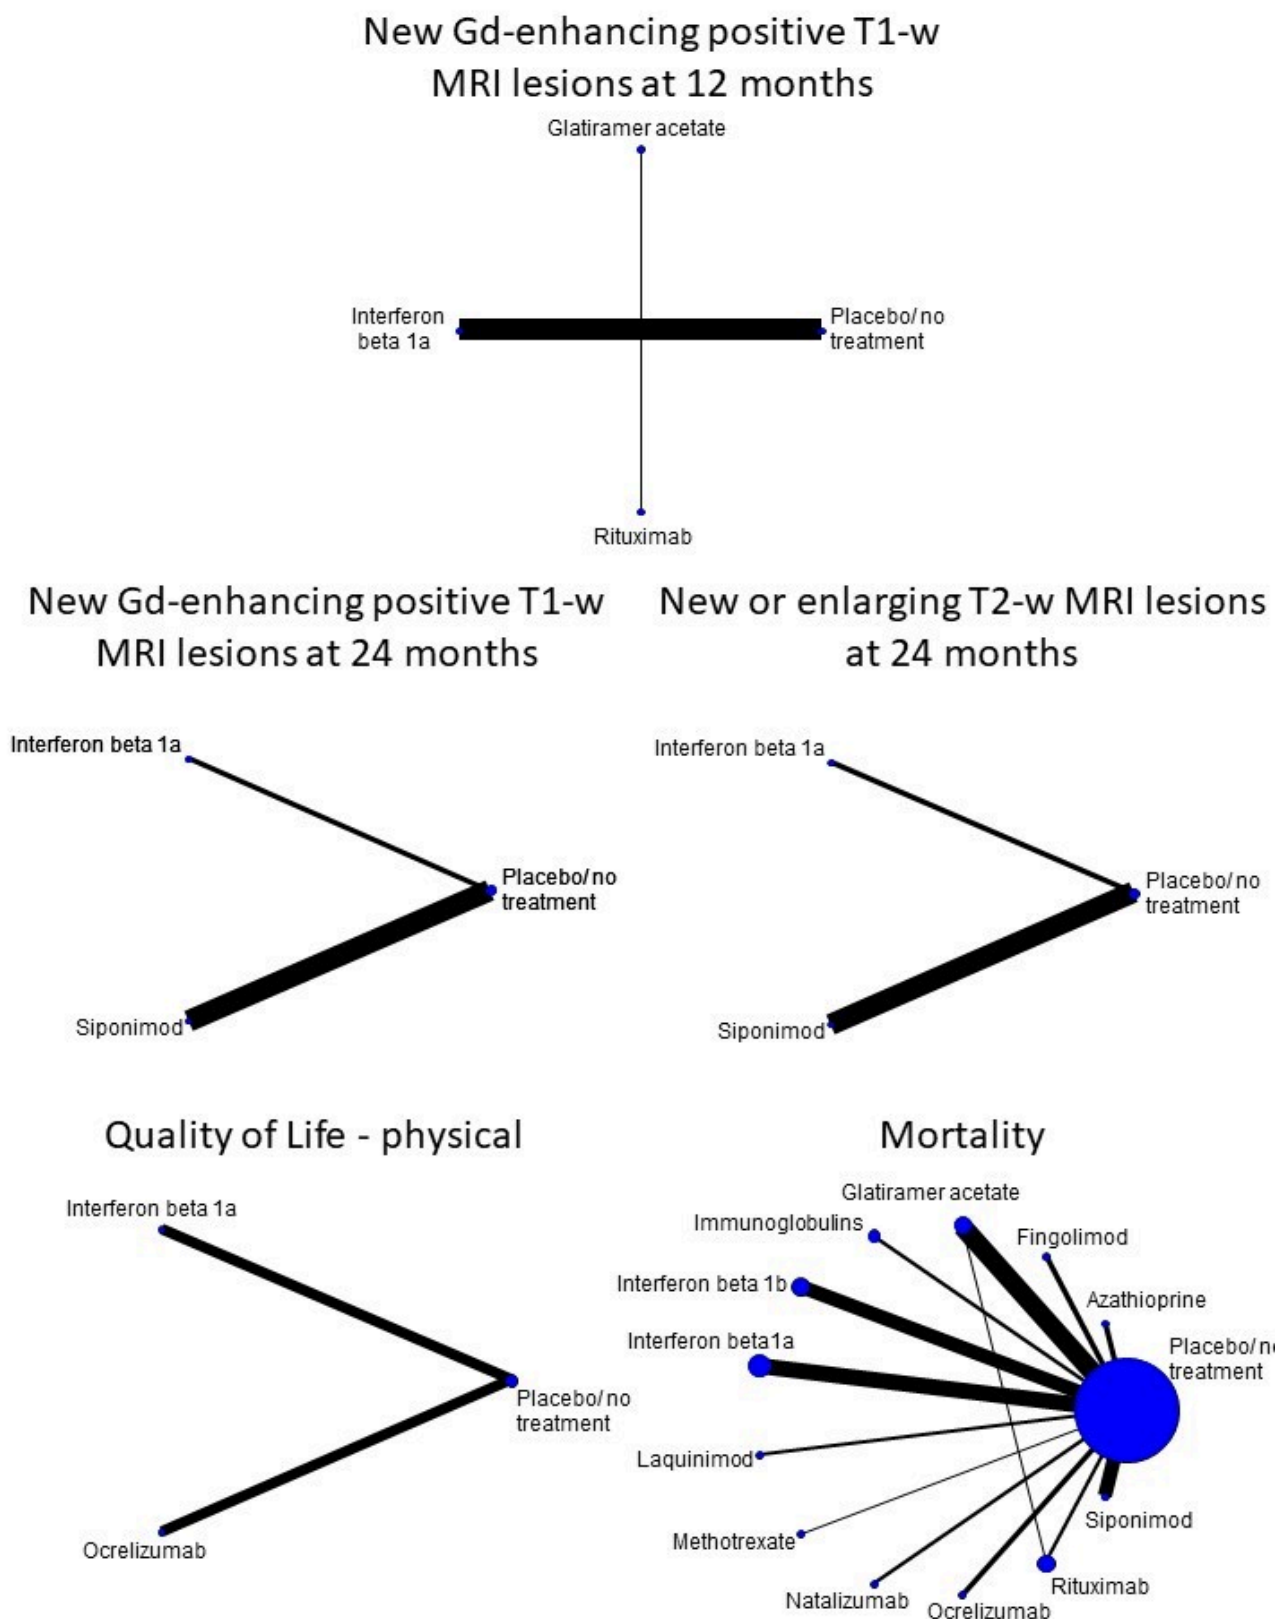 New Gd-enhancing positive T1-w
MRI lesions at 12 months
Glatiramer acetate
Interferon
beta 1a
Placebo/ no
treatment
Rituximab
New Gd-enhancing positive T1-w
MRI lesions at 24 months
Interferon beta 1a
Placebo/ no
treatment
Siponimod
New or enlarging T2-w MRI lesions
at 24 months
Interferon beta 1a
Placebo/ no
treatment
Siponimod
Quality of Life - physical
Interferon beta 1a
Placebo/ no
treatment
Ocrelizumab
Mortality
Glatiramer acetate
Immunoglobulins
Fingolimod
Interferon beta 1b
Azathioprine
Interferon beta1a
Placebo/ no
treatment
Laquinimod
Siponimod
Methotrexate
Rituximab
Natalizumab
Ocrelizumab